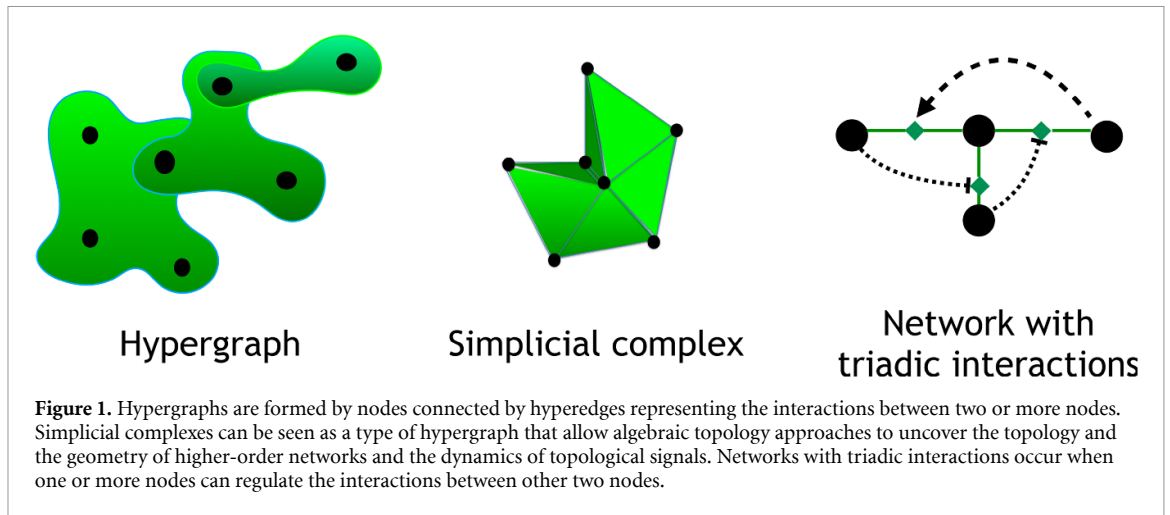 Hypergraph
Simplicial complex
Network with
triadic interactions
Figure 1. Hypergraphs are formed by nodes connected by hyperedges representing the interactions between two or more nodes.
Simplicial complexes can be seen as a type of hypergraph that allow algebraic topology approaches to uncover the topology and
the geometry of higher-order networks and the dynamics of topological signals. Networks with triadic interactions occur when
one or more nodes can regulate the interactions between other two nodes.